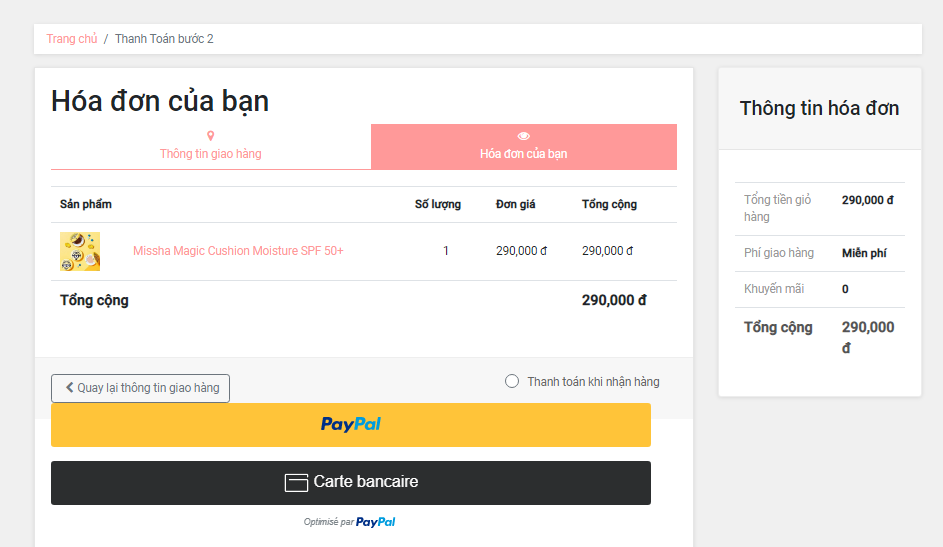 Trang chủ / Thanh Toán bước 2
Hóa đơn của bạn
Thông tin giao hàng
Hóa đơn của bạn
Sản phẩm Số lượng Đơn giá Tổng cộng
Missha Magic Cushion Moisture SPF 50+ 1 290,000 đ 290,000 đ
Tổng cộng 290,000 đ
Quay lại thông tin giao hàng
Thanh toán khi nhận hàng
PayPal
Carte bancaire
Optimisé par PayPal
Thông tin hóa đơn
Tổng tiền giỏ hàng 290,000 đ
Phí giao hàng Miễn phí
Khuyến mãi 0
Tổng cộng 290,000 đ